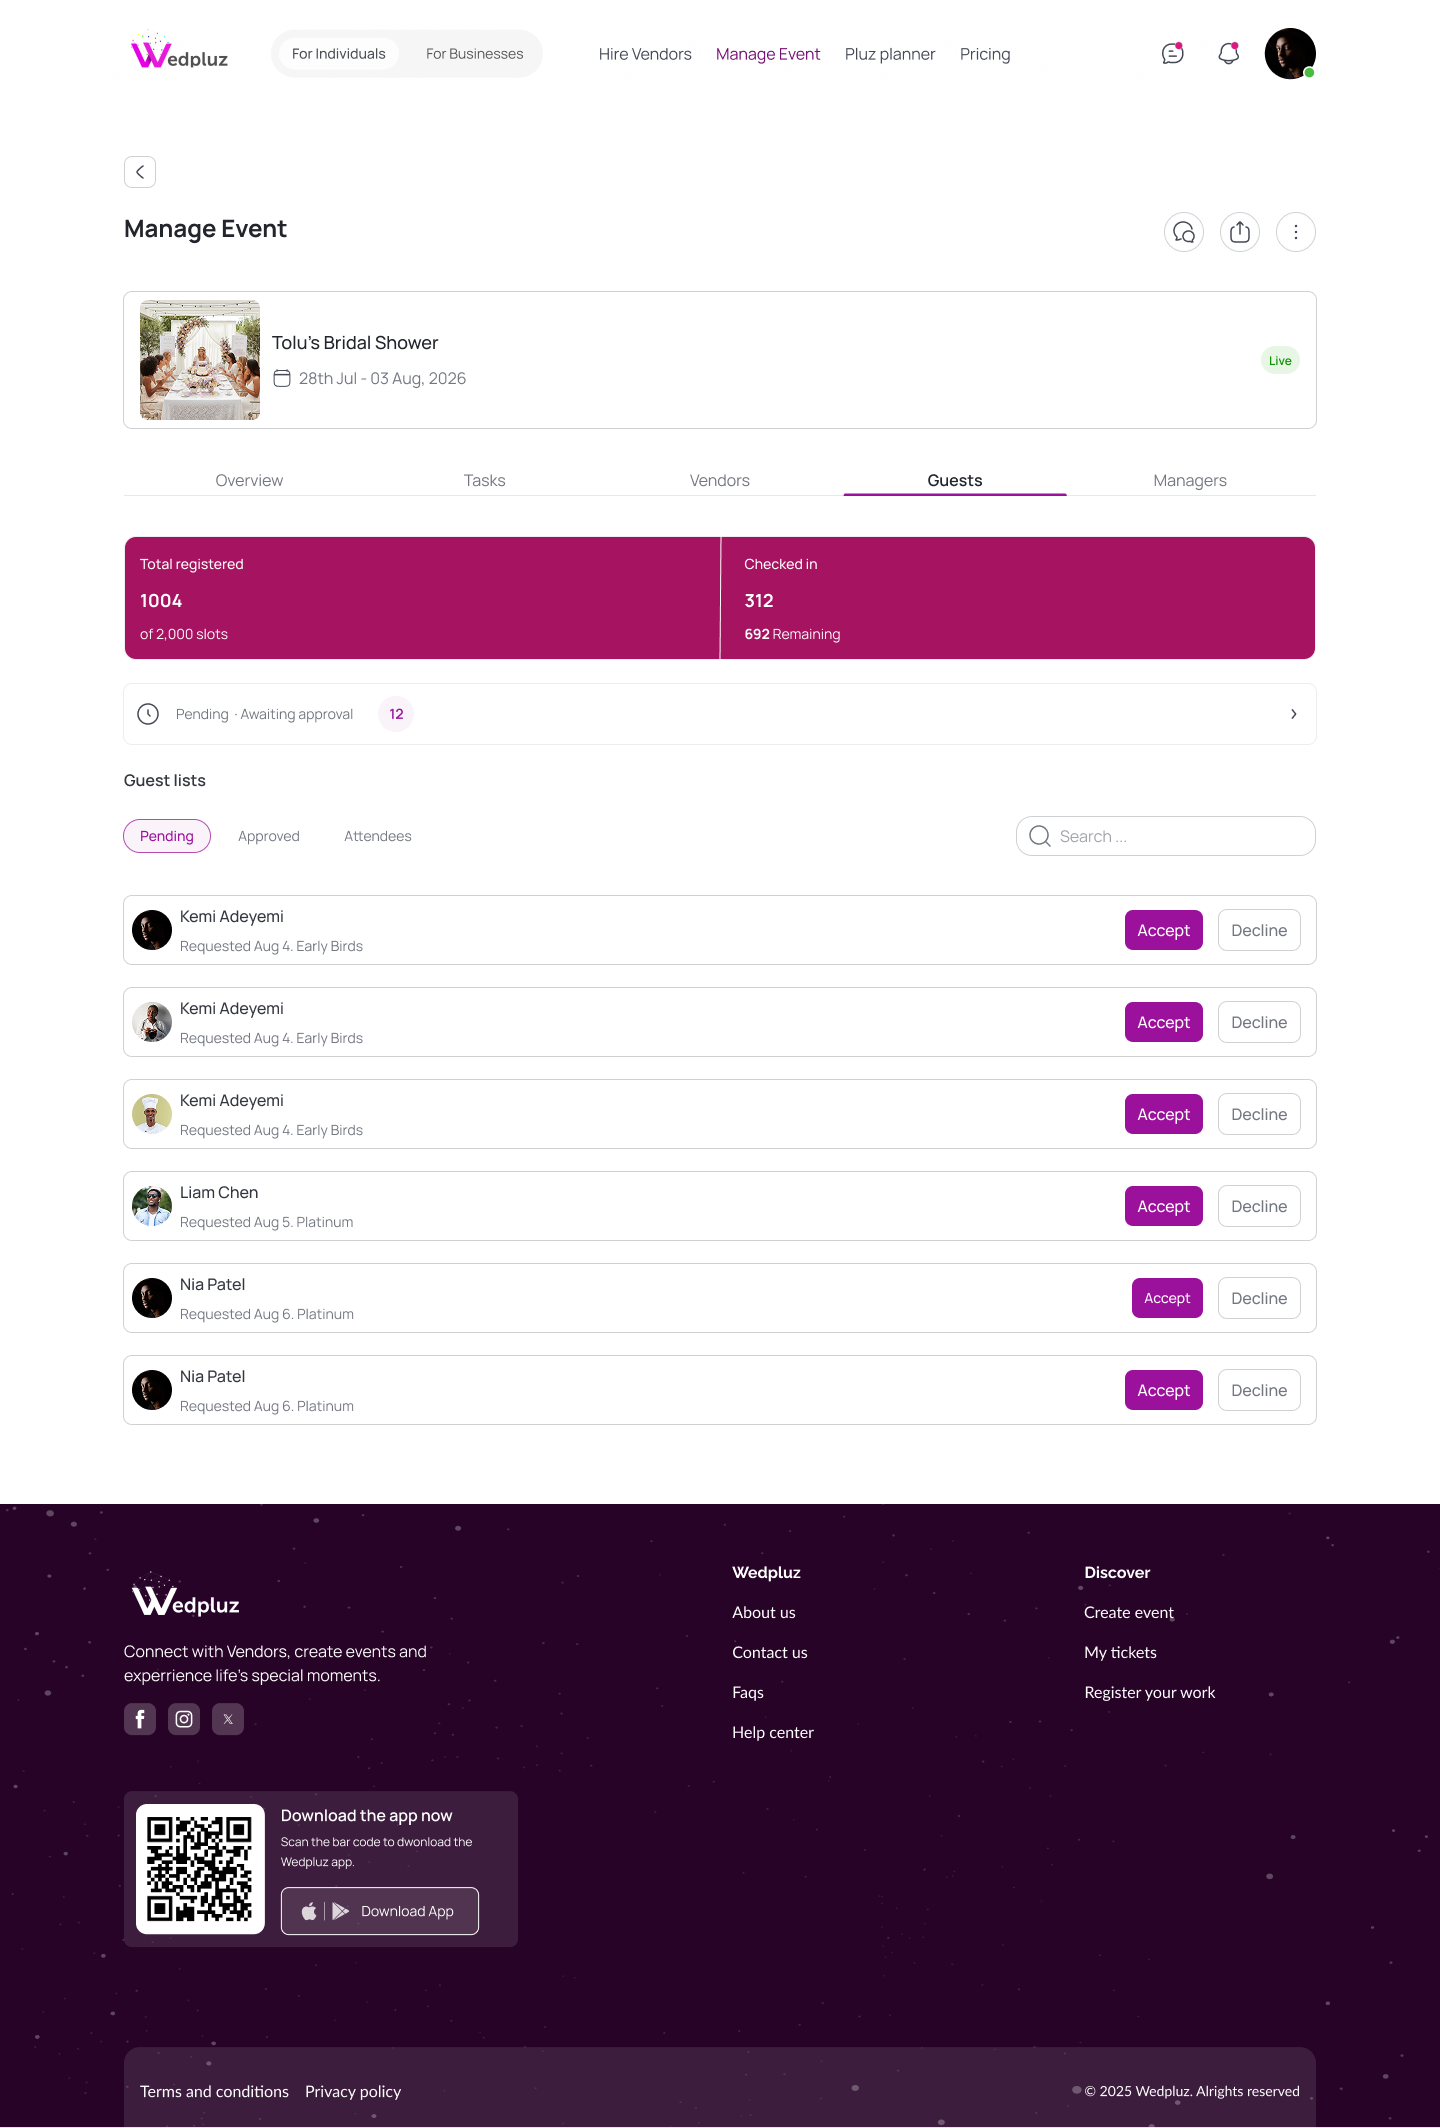 Wedpluz
For Individuals
For Businesses
Hire Vendors
Manage Event
Pluz planner
Pricing
Manage Event
Tolu's Bridal Shower
28th Jul - 03 Aug, 2026
Live
Overview
Tasks
Vendors
Guests
Managers
Total registered
1004
of 2,000 slots
Checked in
312
692 Remaining
Pending · Awaiting approval
12
Guest lists
Pending
Approved
Attendees
Search ...
Kemi Adeyemi
Requested Aug 4. Early Birds
Accept
Decline
Kemi Adeyemi
Requested Aug 4. Early Birds
Accept
Decline
Kemi Adeyemi
Requested Aug 4. Early Birds
Accept
Decline
Liam Chen
Requested Aug 5. Platinum
Accept
Decline
Nia Patel
Requested Aug 6. Platinum
Accept
Decline
Nia Patel
Requested Aug 6. Platinum
Accept
Decline
Wedpluz
Connect with Vendors, create events and
experrience life's special moments.
Wedpluz
About us
Contact us
Faqs
Help center
Discover
Create event
My tickets
Register your work
Download the app now
Scan the bar code to dwonload the
Wedpluz app.
Download App
Terms and conditions
Privacy policy
© 2025 Wedpluz. Alrights reserved